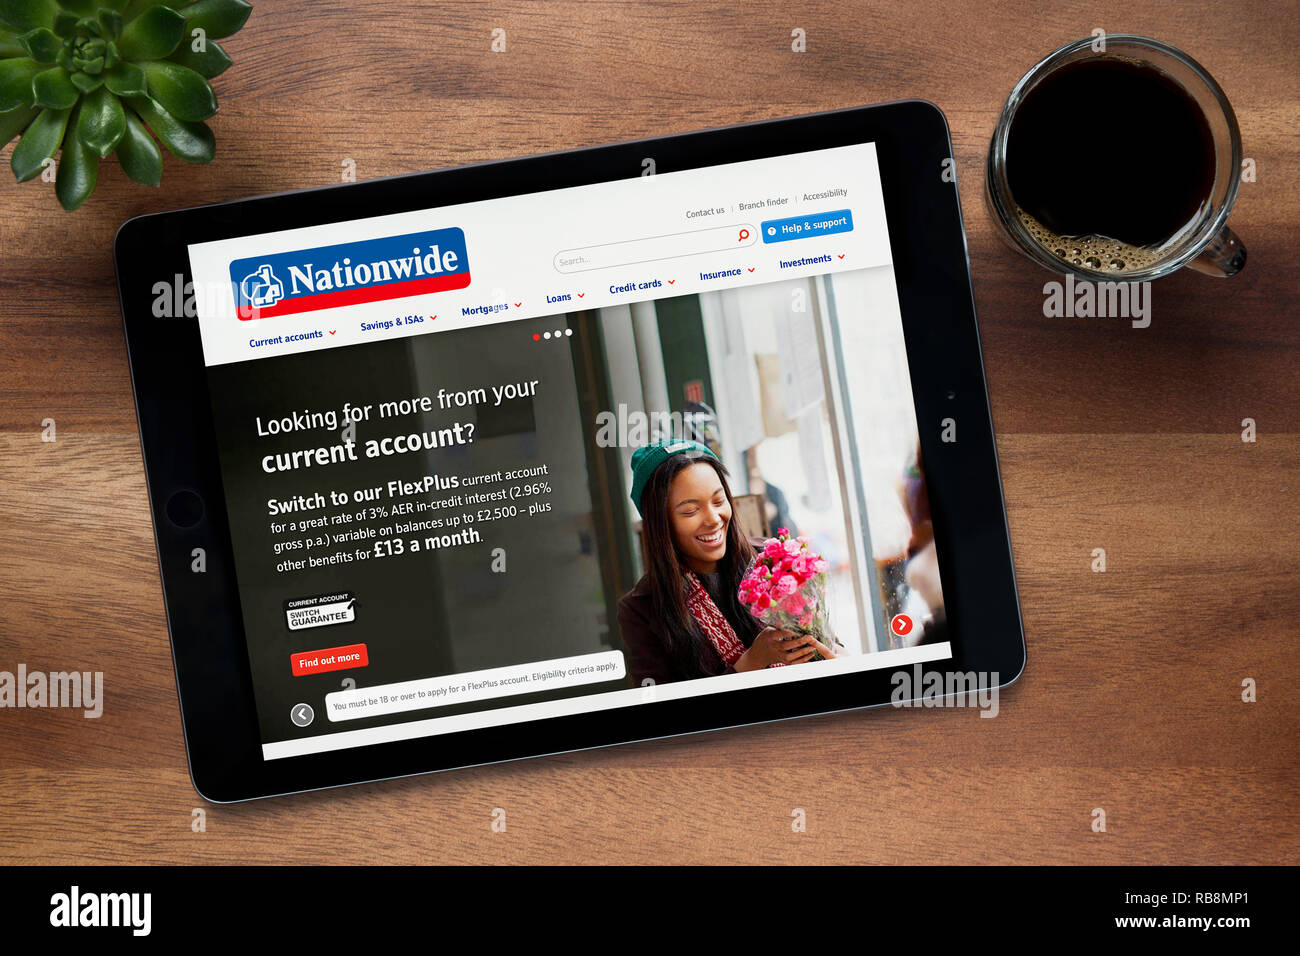 Contact us | Branch finder | Accessibility
Nationwide
Search...
? Help & support
Current accounts
Savings & ISAs
Mortgages
Loans
Credit cards
Insurance
Investments
Looking for more from your
current account?
Switch to our FlexPlus current account
for a great rate of 3% AER in-credit interest (2.96%
gross p.a.) variable on balances up to £2,500 – plus
other benefits for £13 a month.
CURRENT ACCOUNT
SWITCH
GUARANTEE
Find out more
You must be 18 or over to apply for a FlexPlus account. Eligibility criteria apply.
alamy
alamy
Image ID: RB8MP1
www.alamy.com